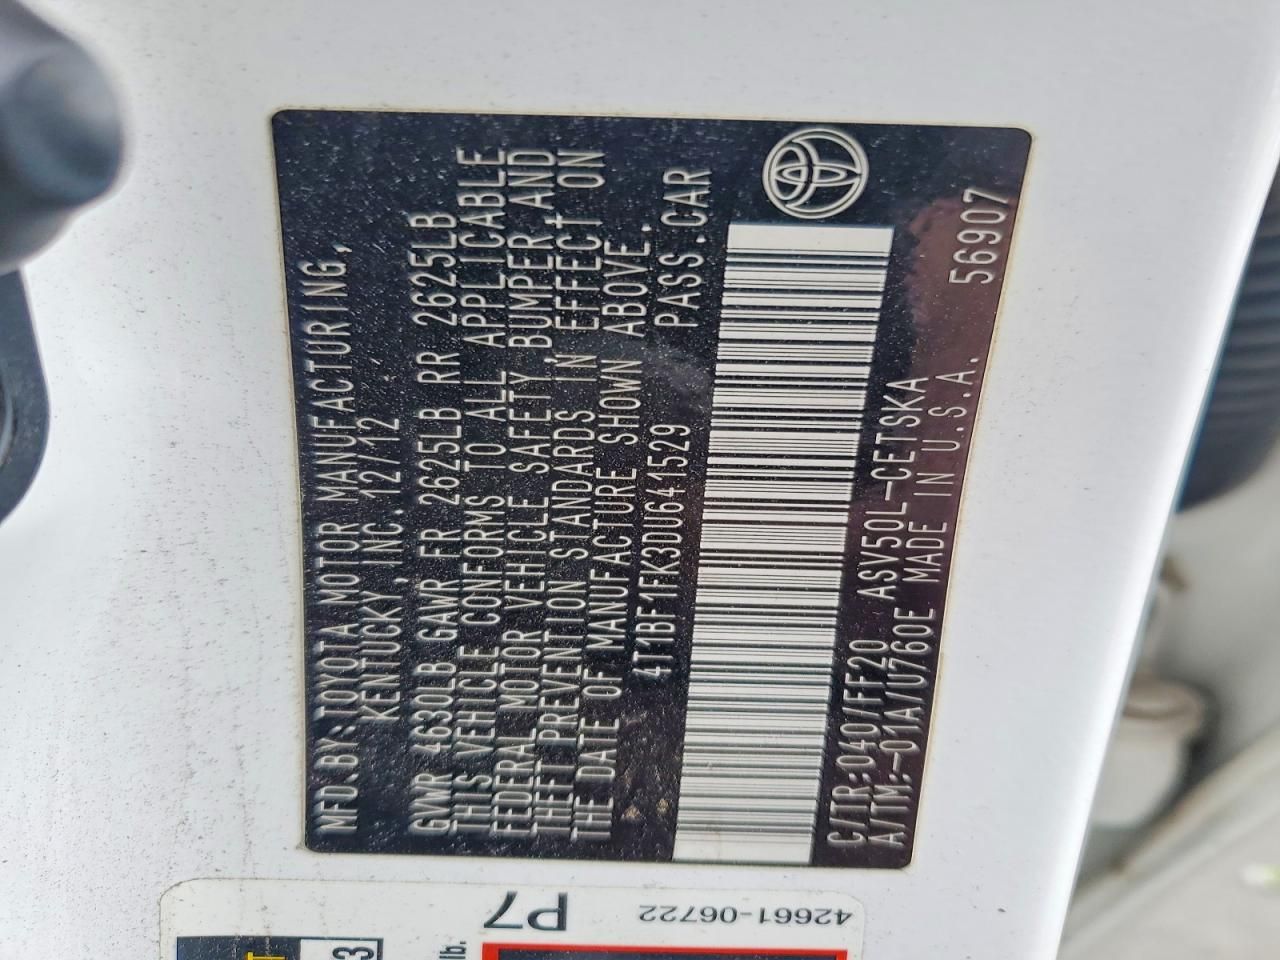 MFD.BY:TOYOTA MOTOR MANUFACTURING,
KENTUCKY,INC. 12/12
GVWR 4630LB GAWR FR 2625LB RR 2625LB
THIS VEHICLE CONFORMS TO ALL APPLICABLE
FEDERAL MOTOR VEHICLE SAFETY,BUMPER,AND
THEFT PREVENTION STANDARDS IN EFFECT ON
THE DATE OF MANUFACTURE SHOWN ABOVE.
4T1BF1FK3DU641529 PASS.CAR
C/TR:040/FF20 ASV50L-CETSKA
A/TM:-01A/U760E MADE IN U.S.A. 56907
P7
42661-06722
lb.
3